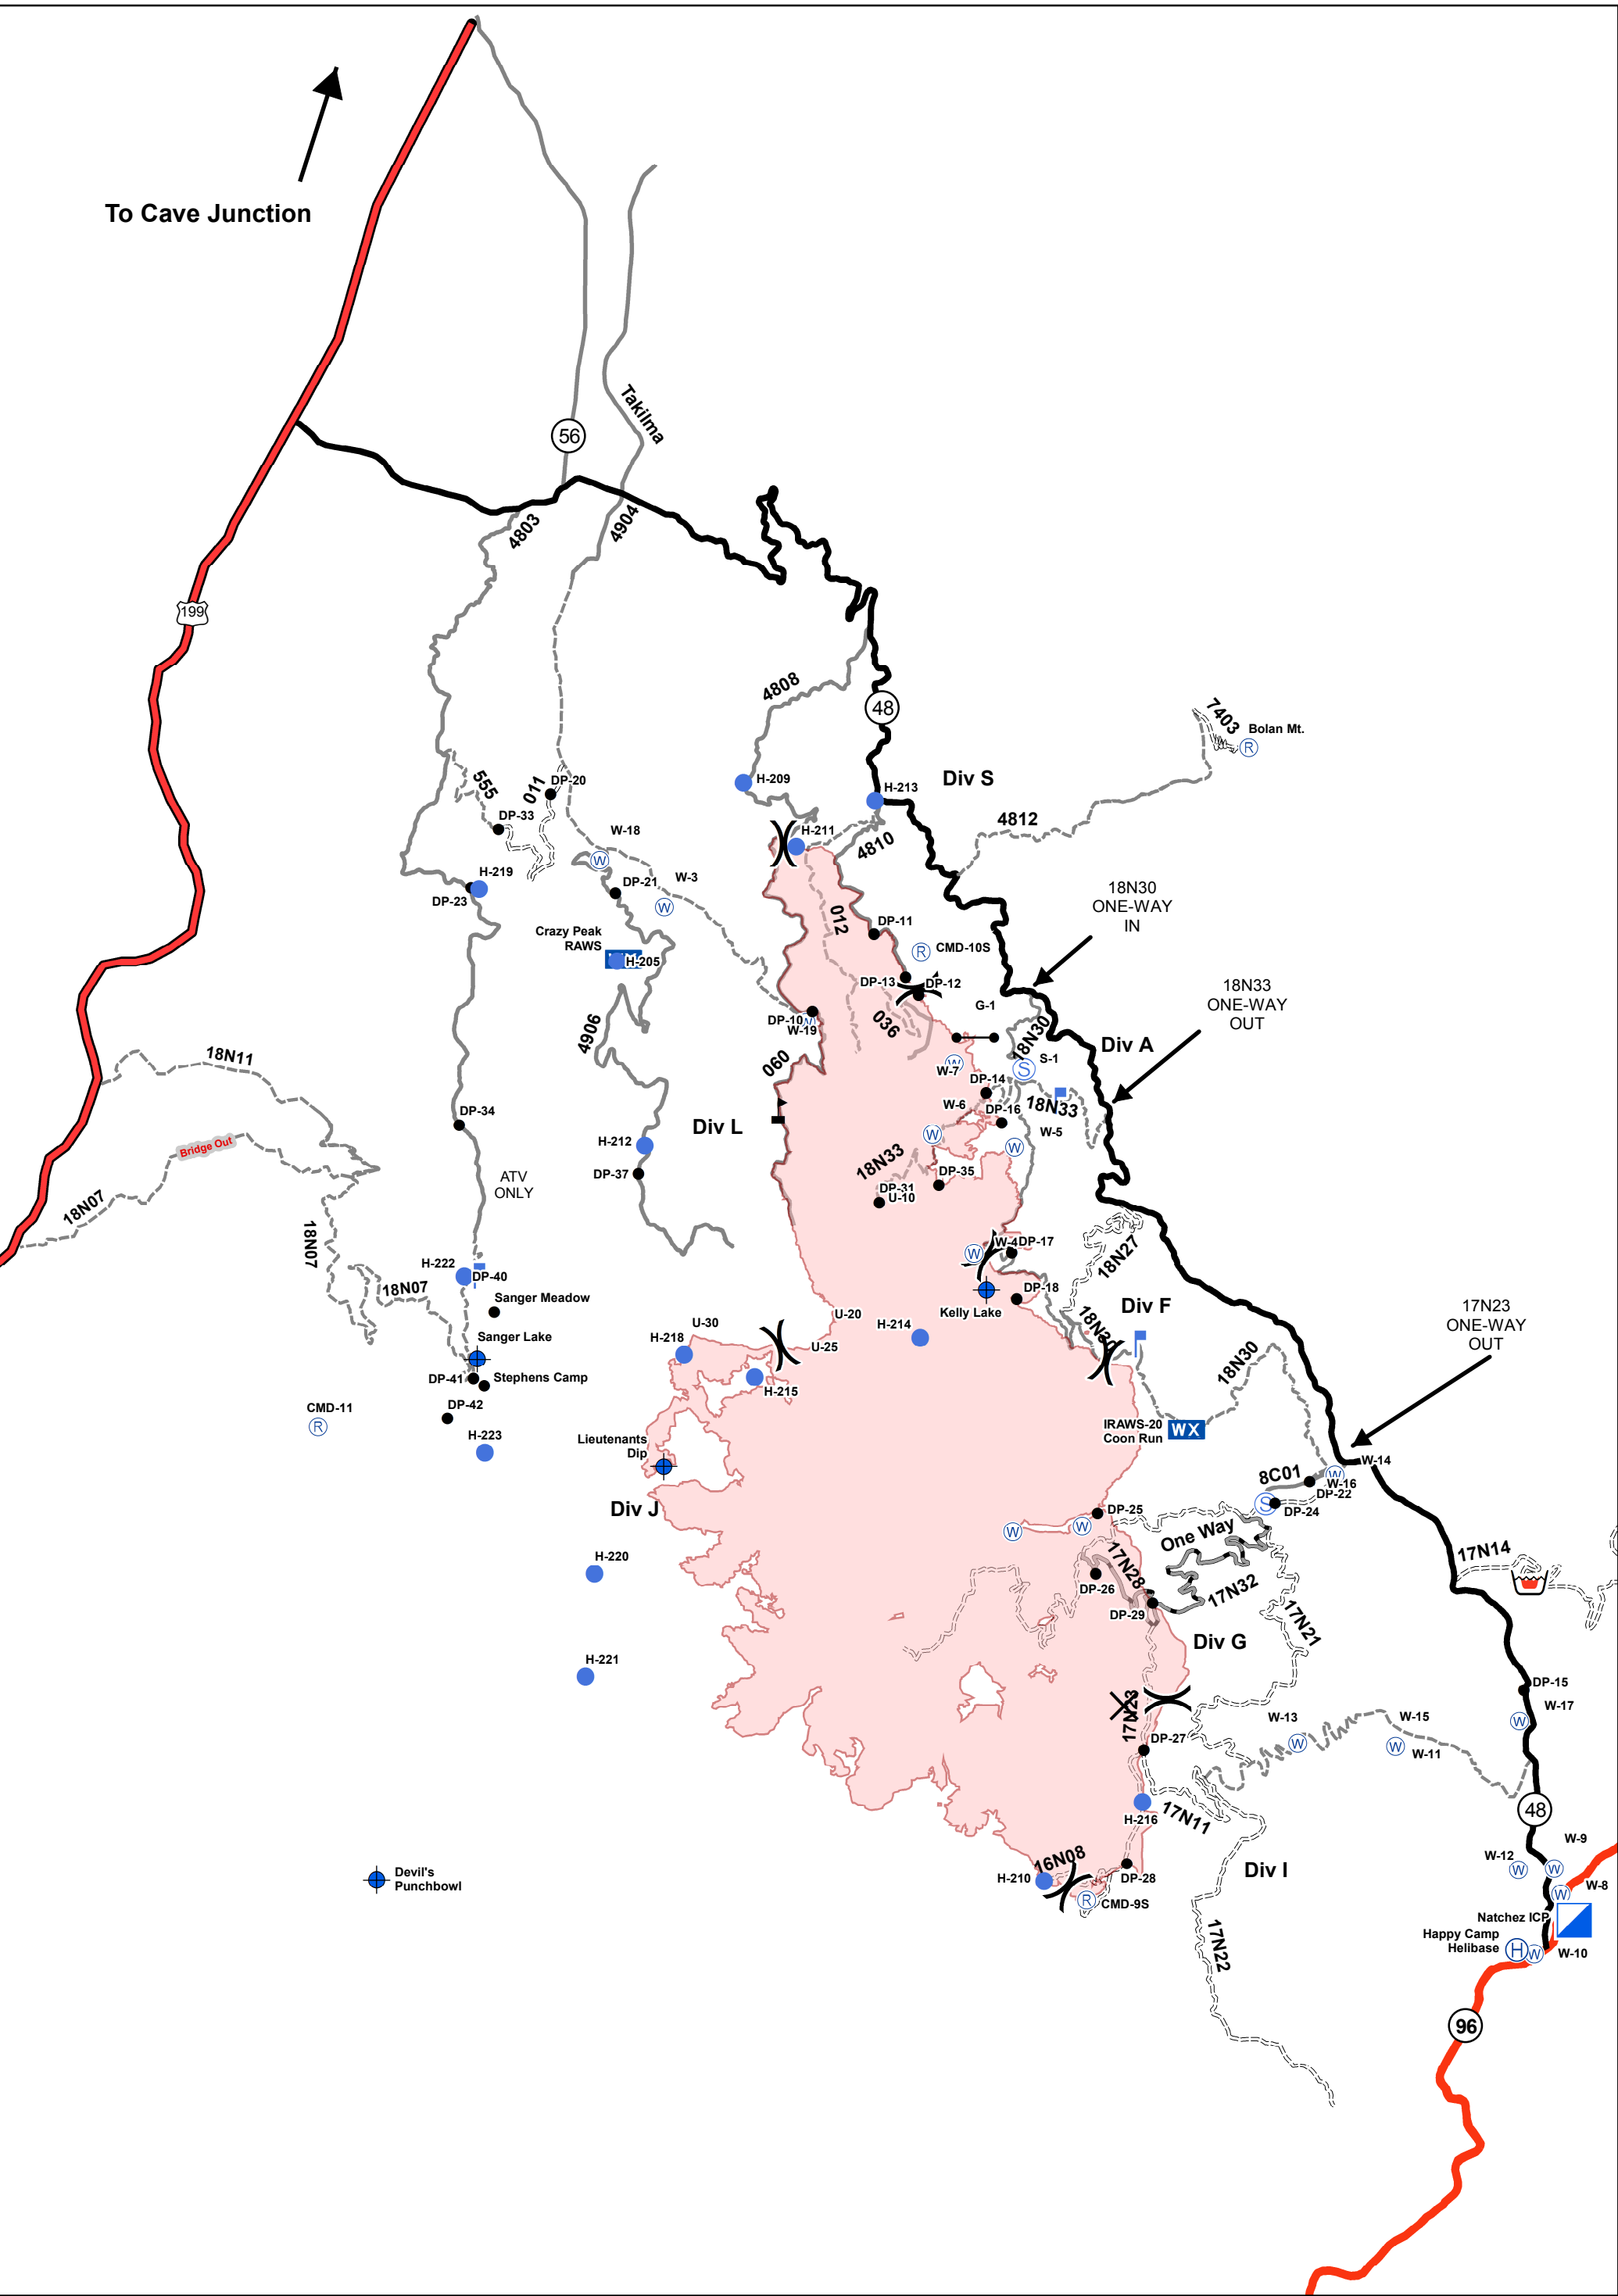 To Cave Junction
56
Takilma
4803
4904
199
4808
48
7403
Bolan Mt.
H-209
Div S
H-213
555
011
DP-20
DP-33
4812
W-18
H-211
4810
H-219
DP-23
DP-21
W-3
18N30
ONE-WAY
IN
012
DP-11
Crazy Peak
RAWS
H-205
R
CMD-10S
DP-13
DP-12
18N33
ONE-WAY
OUT
G-1
DP-10
W-19
036
4906
18N30
Div A
18N11
060
W-7
S-1
S
DP-14
W-6
DP-16
18N33
DP-34
Div L
W-5
Bridge Out
H-212
DP-37
ATV
ONLY
18N33
DP-35
DP-31
U-10
18N07
18N07
W-4
DP-17
18N27
H-222
DP-40
18N07
Sanger Meadow
DP-18
Kelly Lake
Div F
17N23
ONE-WAY
OUT
U-20
U-30
H-214
18N30
Sanger Lake
H-218
U-25
18N30
DP-41
Stephens Camp
H-215
CMD-11
R
DP-42
H-223
IRAWS-20
Coon Run
WX
Lieutenants
Dip
W-14
8C01
W-16
DP-22
S
DP-24
Div J
DP-25
One Way
17N28
17N14
H-220
DP-26
17N32
DP-29
17N21
Div G
H-221
DP-15
W-17
17N23
W-13
W-15
W-11
DP-27
48
H-216
17N11
16N08
W-9
W-12
H-210
DP-28
R
CMD-9S
Div I
Devil's
Punchbowl
W-8
Natchez ICP
Happy Camp
Helibase
H
W
W-10
17N22
96